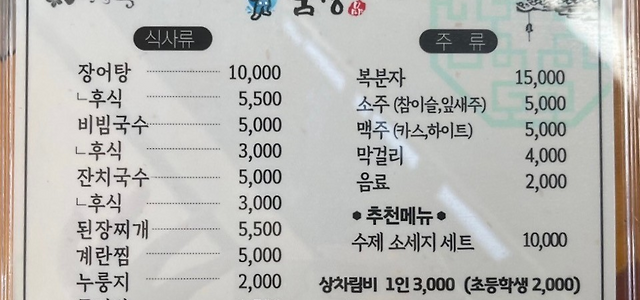 식사류
장어탕 10,000
ㄴ후식 5,500
비빔국수 5,000
ㄴ후식 3,000
잔치국수 5,000
ㄴ후식 3,000
된장찌개 5,500
계란찜 5,000
누룽지 2,000
주 류
복분자 15,000
소주 (참이슬,잎새주) 5,000
맥주 (카스,하이트) 5,000
막걸리 4,000
음료 2,000
추천메뉴
수제 소세지 세트 10,000
상차림비 1인 3,000 (초등학생 2,000)